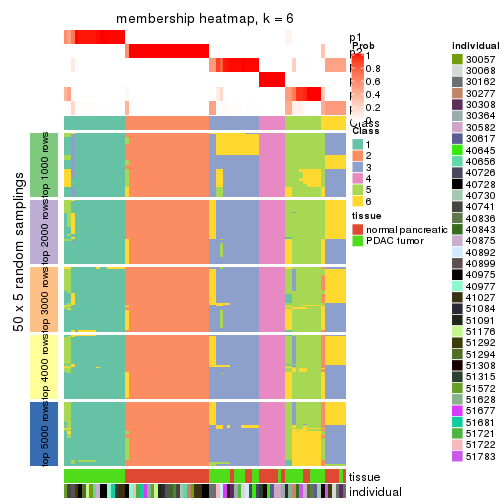 membership heatmap, k = 6
p1
p2
Class
Prob
1
0.8
0.6
0.4
0.2
0
Class
1
2
3
4
5
6
tissue
normal pancreatic
PDAC tumor
individual
30057
30068
30162
30277
30308
30364
30582
30617
40645
40656
40726
40728
40730
40741
40836
40843
40875
40892
40899
40975
40977
41027
51084
51091
51176
51292
51294
51308
51315
51572
51628
51677
51681
51721
51722
51783
50 x 5 random samplings
top 1000 rows
top 2000 rows
top 3000 rows
top 4000 rows
top 5000 rows
tissue
individual